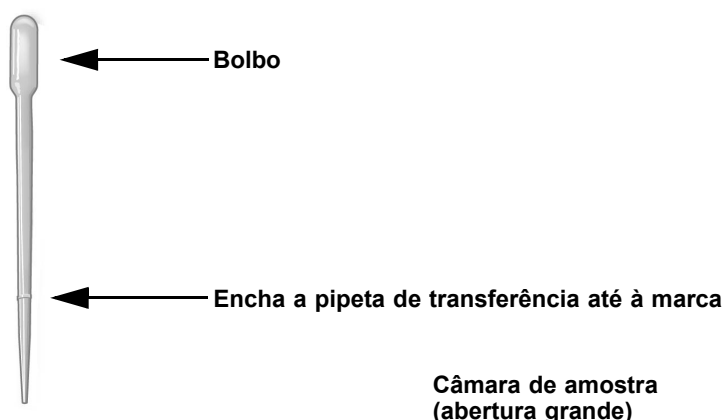 Bolbo
Encha a pipeta de transferência até à marca
Câmara de amostra
(abertura grande)